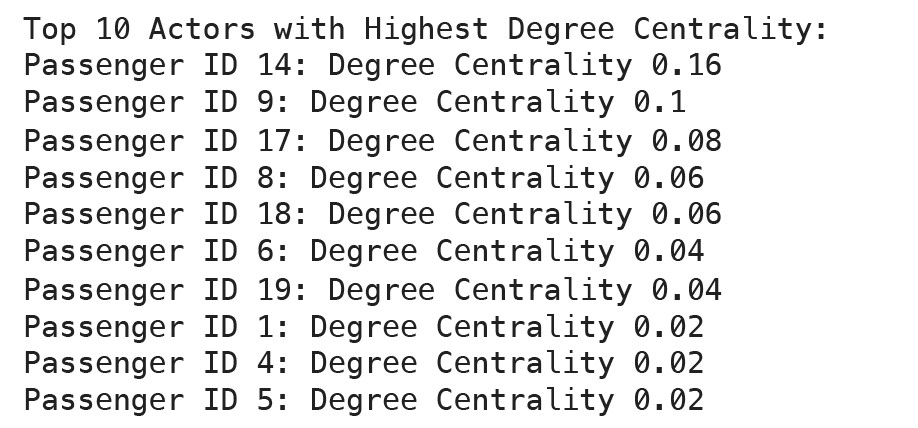 Top 10 Actors with Highest Degree Centrality:
Passenger ID 14: Degree Centrality 0.16
Passenger ID 9: Degree Centrality 0.1
Passenger ID 17: Degree Centrality 0.08
Passenger ID 8: Degree Centrality 0.06
Passenger ID 18: Degree Centrality 0.06
Passenger ID 6: Degree Centrality 0.04
Passenger ID 19: Degree Centrality 0.04
Passenger ID 1: Degree Centrality 0.02
Passenger ID 4: Degree Centrality 0.02
Passenger ID 5: Degree Centrality 0.02